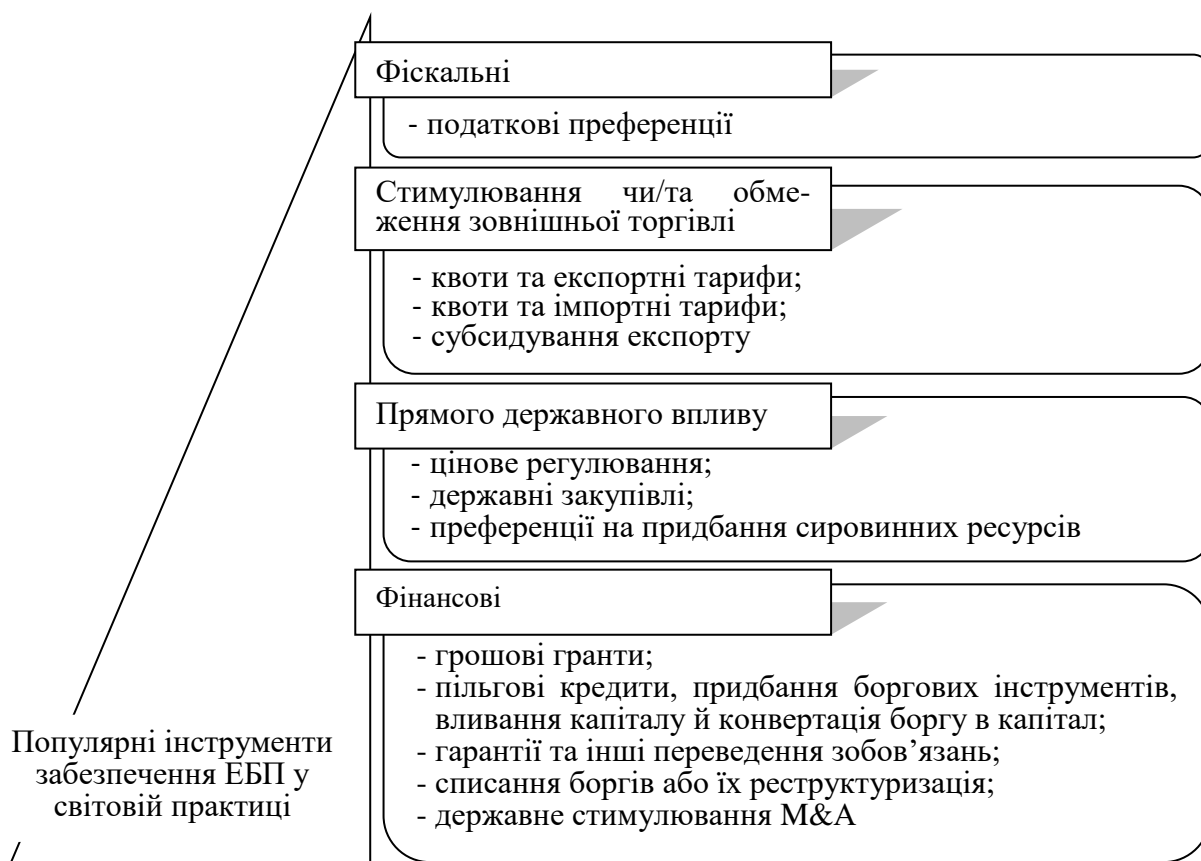 Фіскальні
- податкові преференції
Стимулювання чи/та обме-
ження зовнішньої торгівлі
- квоти та експортні тарифи;
- квоти та імпортні тарифи;
- субсидування експорту
Прямого державного впливу
- цінове регулювання;
- державні закупівлі;
- преференції на придбання сировинних ресурсів
Фінансові
- грошові гранти;
- пільгові кредити, придбання боргових інструментів,
вливання капіталу й конвертація боргу в капітал;
- гарантії та інші переведення зобов’язань;
- списання боргів або їх реструктуризація;
- державне стимулювання M&A
Популярні інструменти
забезпечення ЕБП у
світовій практиці